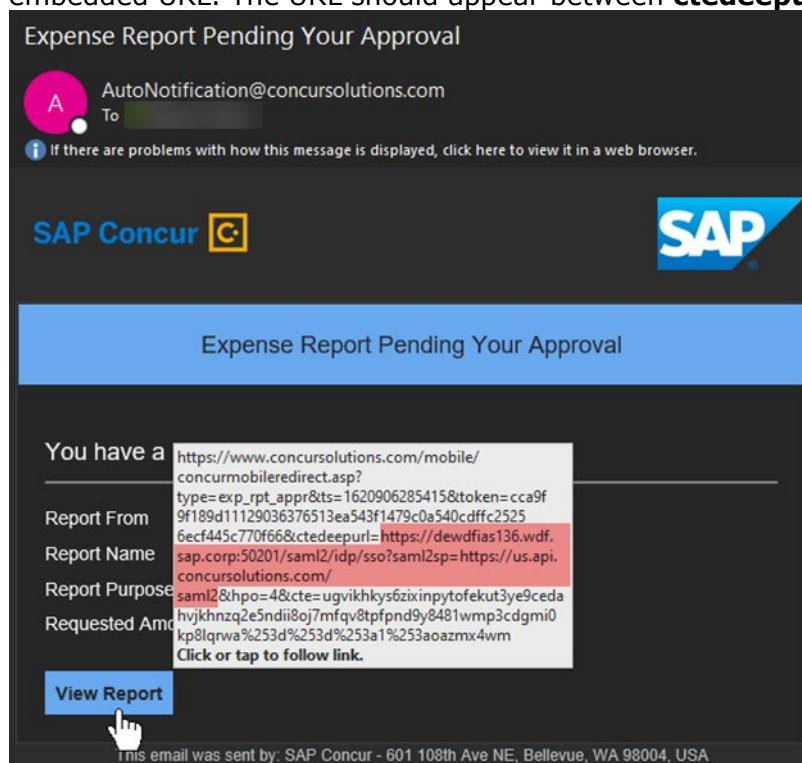 embedded URL. The URL should appear between ctedeepu
Expense Report Pending Your Approval
A
AutoNotification@concursolutions.com
To
If there are problems with how this message is displayed, click here to view it in a web browser.
SAP Concur C
SAP
Expense Report Pending Your Approval
You have a
https://www.concursolutions.com/mobile/
concurmobileredirect.asp?
type=exp_rpt_appr&ts=1620906285415&token=cca9f
9f189d11129036376513ea543f1479c0a540cdffc2525
6ecf445c770f66&ctedeepurl=https://dewdfias136.wdf.
sap.corp:50201/saml2/idp/sso?saml2sp=https://us.api.
concursolutions.com/
saml2&hpo=4&cte=ugvikhkys6zixinpytofekut3ye9ceda
hvjkhnzq2e5ndii8oj7mfqv8tpfpnd9y8481wmp3cdgmi0
kp8lqrwa%253d%253d%253a1%253aoazmx4wm
Click or tap to follow link.
Report From
Report Name
Report Purpose
Requested Amo
View Report
This email was sent by: SAP Concur - 601 108th Ave NE, Bellevue, WA 98004, USA